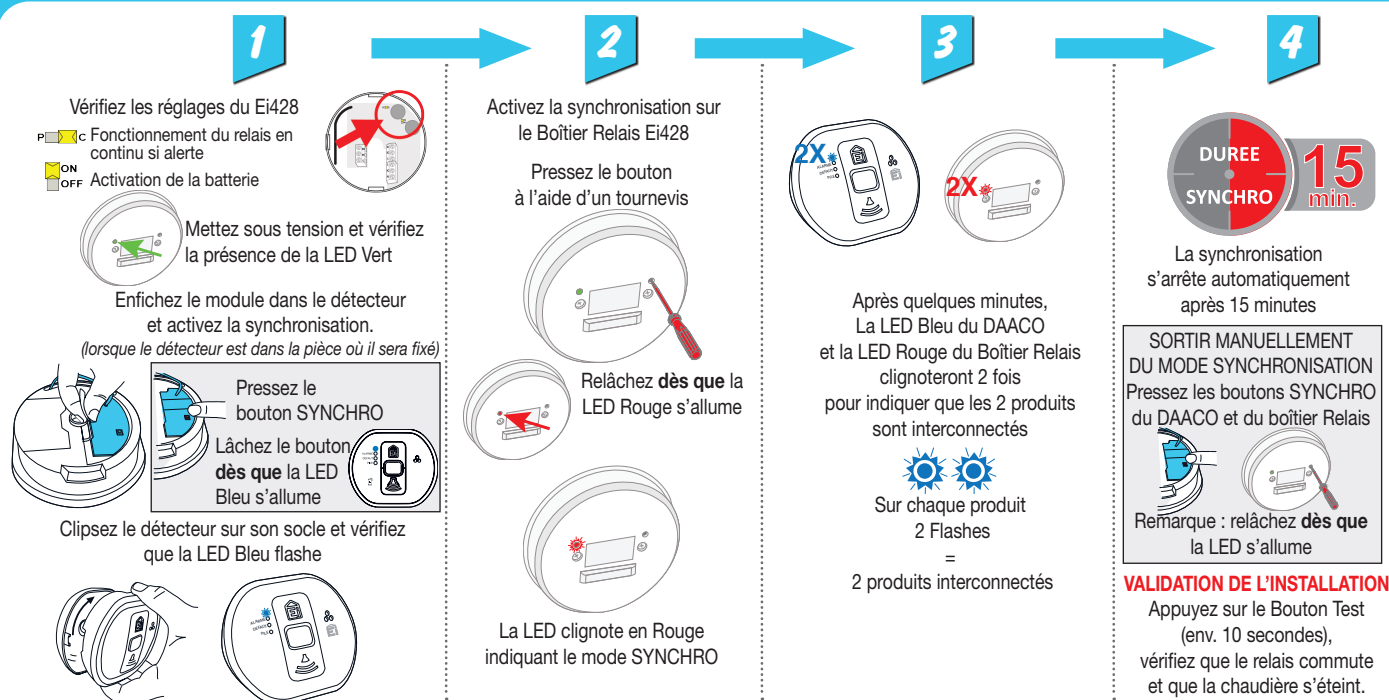 1
Vérifiez les réglages du Ei428
P C Fonctionnement du relais en
continu si alerte
ON
OFF Activation de la batterie
Mettez sous tension et vérifiez
la présence de la LED Vert
Enfichez le module dans le détecteur
et activez la synchronisation.
(lorsque le détecteur est dans la pièce où il sera fixé)
Pressez le
bouton SYNCHRO
Lâchez le bouton
dès que la LED
Bleu s’allume
Clipsez le détecteur sur son socle et vérifiez
que la LED Bleu flashe
2
Activez la synchronisation sur
le Boîtier Relais Ei428
Pressez le bouton
à l’aide d’un tournevis
Relâchez dès que la
LED Rouge s’allume
La LED clignote en Rouge
indiquant le mode SYNCHRO
3
2X
2X
Après quelques minutes,
La LED Bleu du DAACO
et la LED Rouge du Boîtier Relais
clignoteront 2 fois
pour indiquer que les 2 produits
sont interconnectés
Sur chaque produit
2 Flashes
=
2 produits interconnectés
4
DUREE
SYNCHRO
15
min.
La synchronisation
s’arrête automatiquement
après 15 minutes
SORTIR MANUELLEMENT
DU MODE SYNCHRONISATION
Pressez les boutons SYNCHRO
du DAACO et du boîtier Relais
Remarque : relâchez dès que
la LED s’allume
VALIDATION DE L’INSTALLATION
Appuyez sur le Bouton Test
(env. 10 secondes),
vérifiez que le relais commute
et que la chaudière s’éteint.